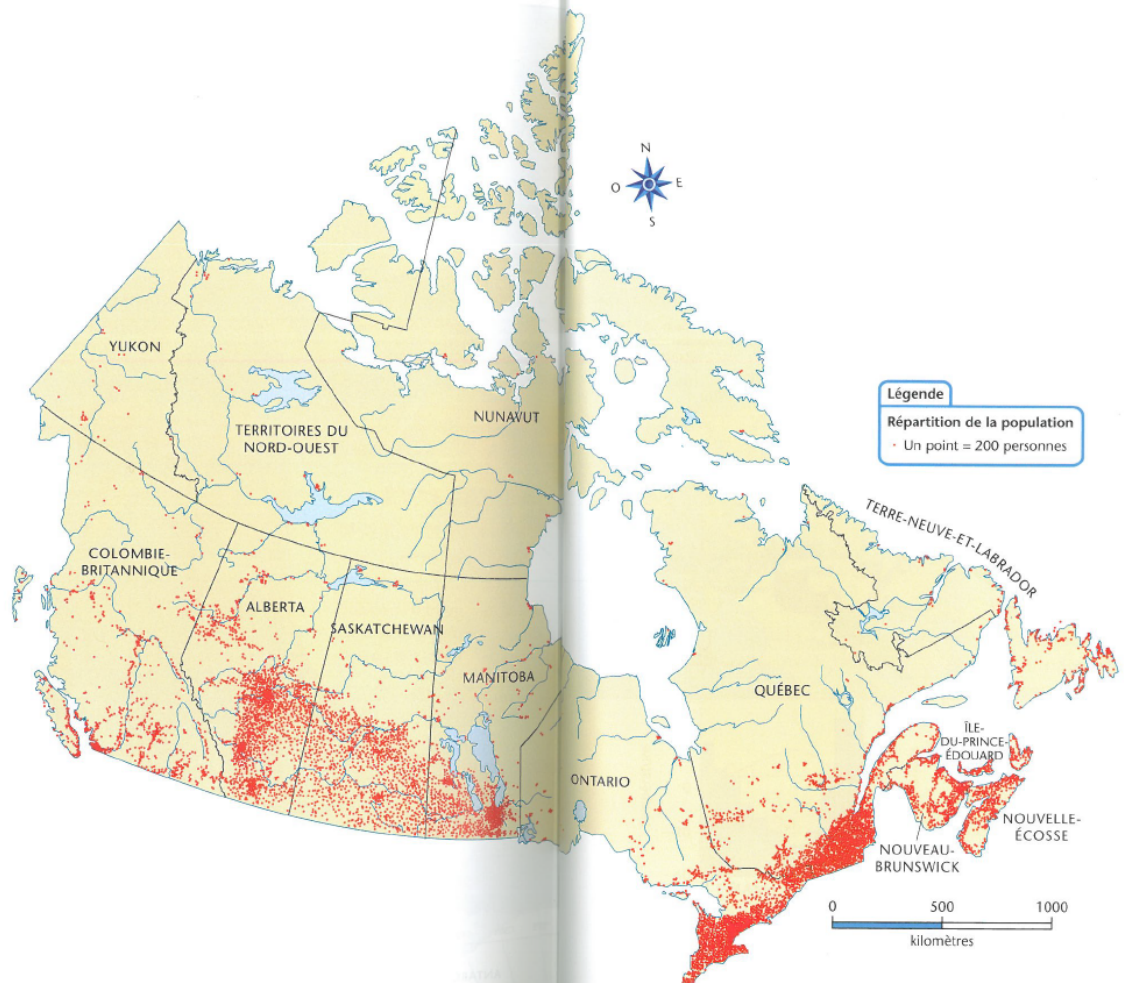 N
O
E
S
YUKON
TERRITOIRES DU
NORD-OUEST
NUNAVUT
Légende
Répartition de la population
Un point = 200 personnes
TERRE-NEUVE-ET-LABRADOR
COLOMBIE-
BRITANNIQUE
ALBERTA
SASKATCHEWAN
MANITOBA
QUÉBEC
ONTARIO
ÎLE-
DU-PRINCE-
ÉDOUARD
NOUVELLE-
ÉCOSSE
NOUVEAU-
BRUNSWICK
0 500 1000
kilomètres